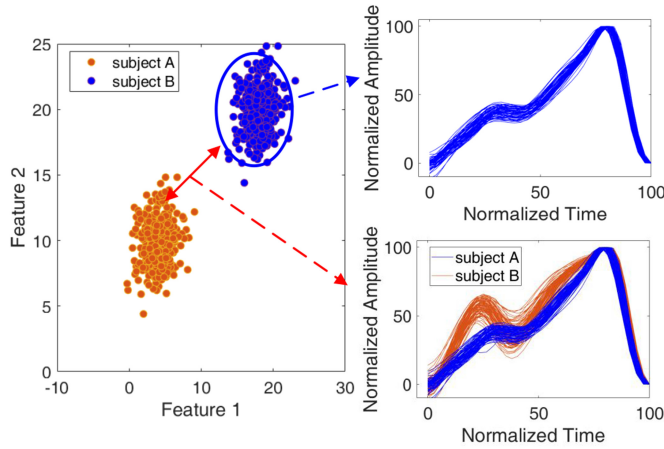 25
20
15
10
5
0
-10
0
10
20
30
Feature 1
Feature 2
subject A
subject B
100
50
0
0
50
100
Normalized Time
Normalized Amplitude
100
50
0
0
50
100
Normalized Time
Normalized Amplitude
subject A
subject B